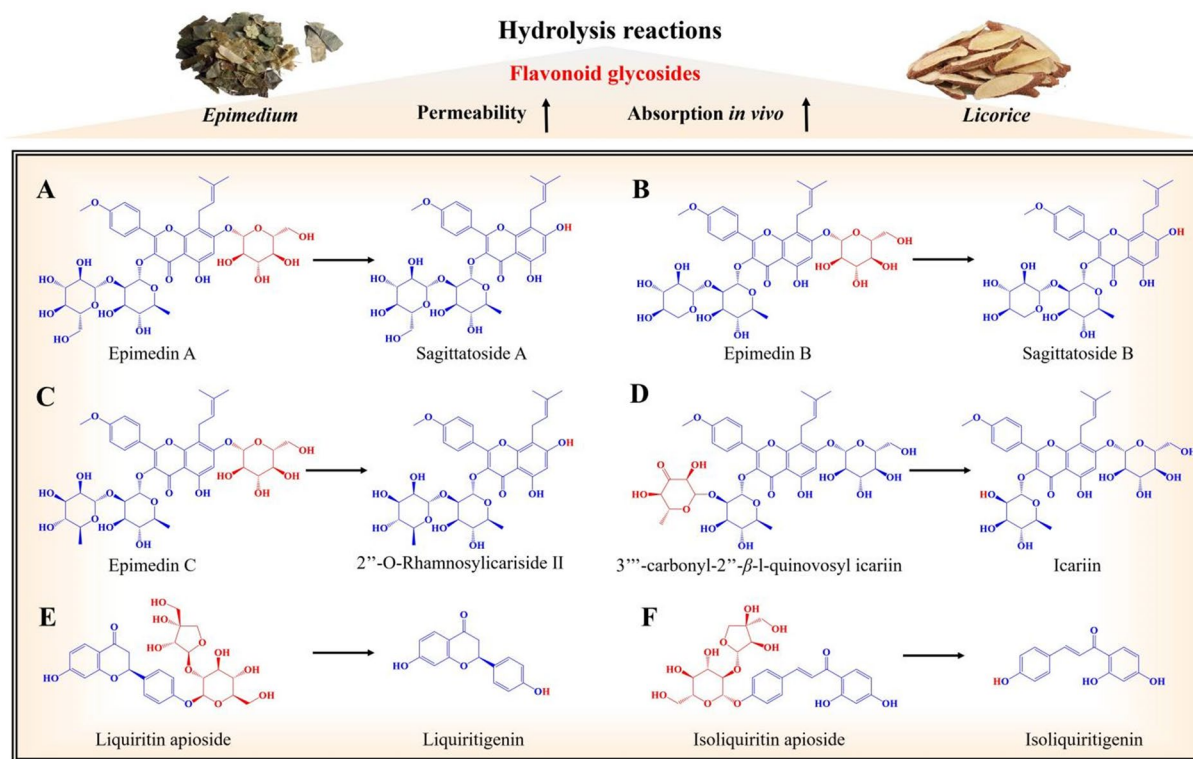 Hydrolysis reactions
Flavonoid glycosides
Epimedium
Permeability
Absorption in vivo
Licorice
A
Epimedin A
Sagittatoside A
B
Epimedin B
Sagittatoside B
C
Epimedin C
2’’-O-Rhamnosylicariside II
D
3’’’-carbonyl-2’’-β-l-quinovosyl icariin
Icariin
E
Liquiritin apioside
Liquiritigenin
F
Isoliquiritin apioside
Isoliquiritigenin